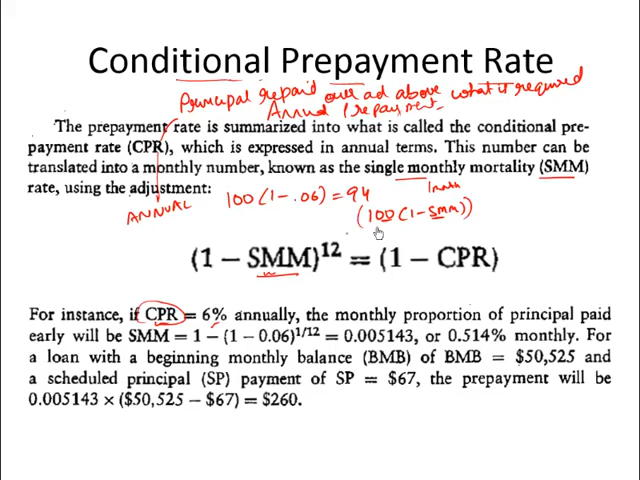 Conditional Prepayment Rate
Principal repaid over ad above what is required
Annual Prepayment
The prepayment rate is summarized into what is called the conditional pre-
payment rate (CPR), which is expressed in annual terms. This number can be
translated into a monthly number, known as the single monthly mortality (SMM)
rate, using the adjustment:
100(1-.06)=94
1 month
ANNUAL
(100(1-Smm))
(1 − SMM)12 = (1 − CPR)
For instance, if CPR = 6% annually, the monthly proportion of principal paid
early will be SMM = 1 − (1 − 0.06)1/12 = 0.005143, or 0.514% monthly. For
a loan with a beginning monthly balance (BMB) of BMB = $50,525 and
a scheduled principal (SP) payment of SP = $67, the prepayment will be
0.005143 × ($50,525 − $67) = $260.